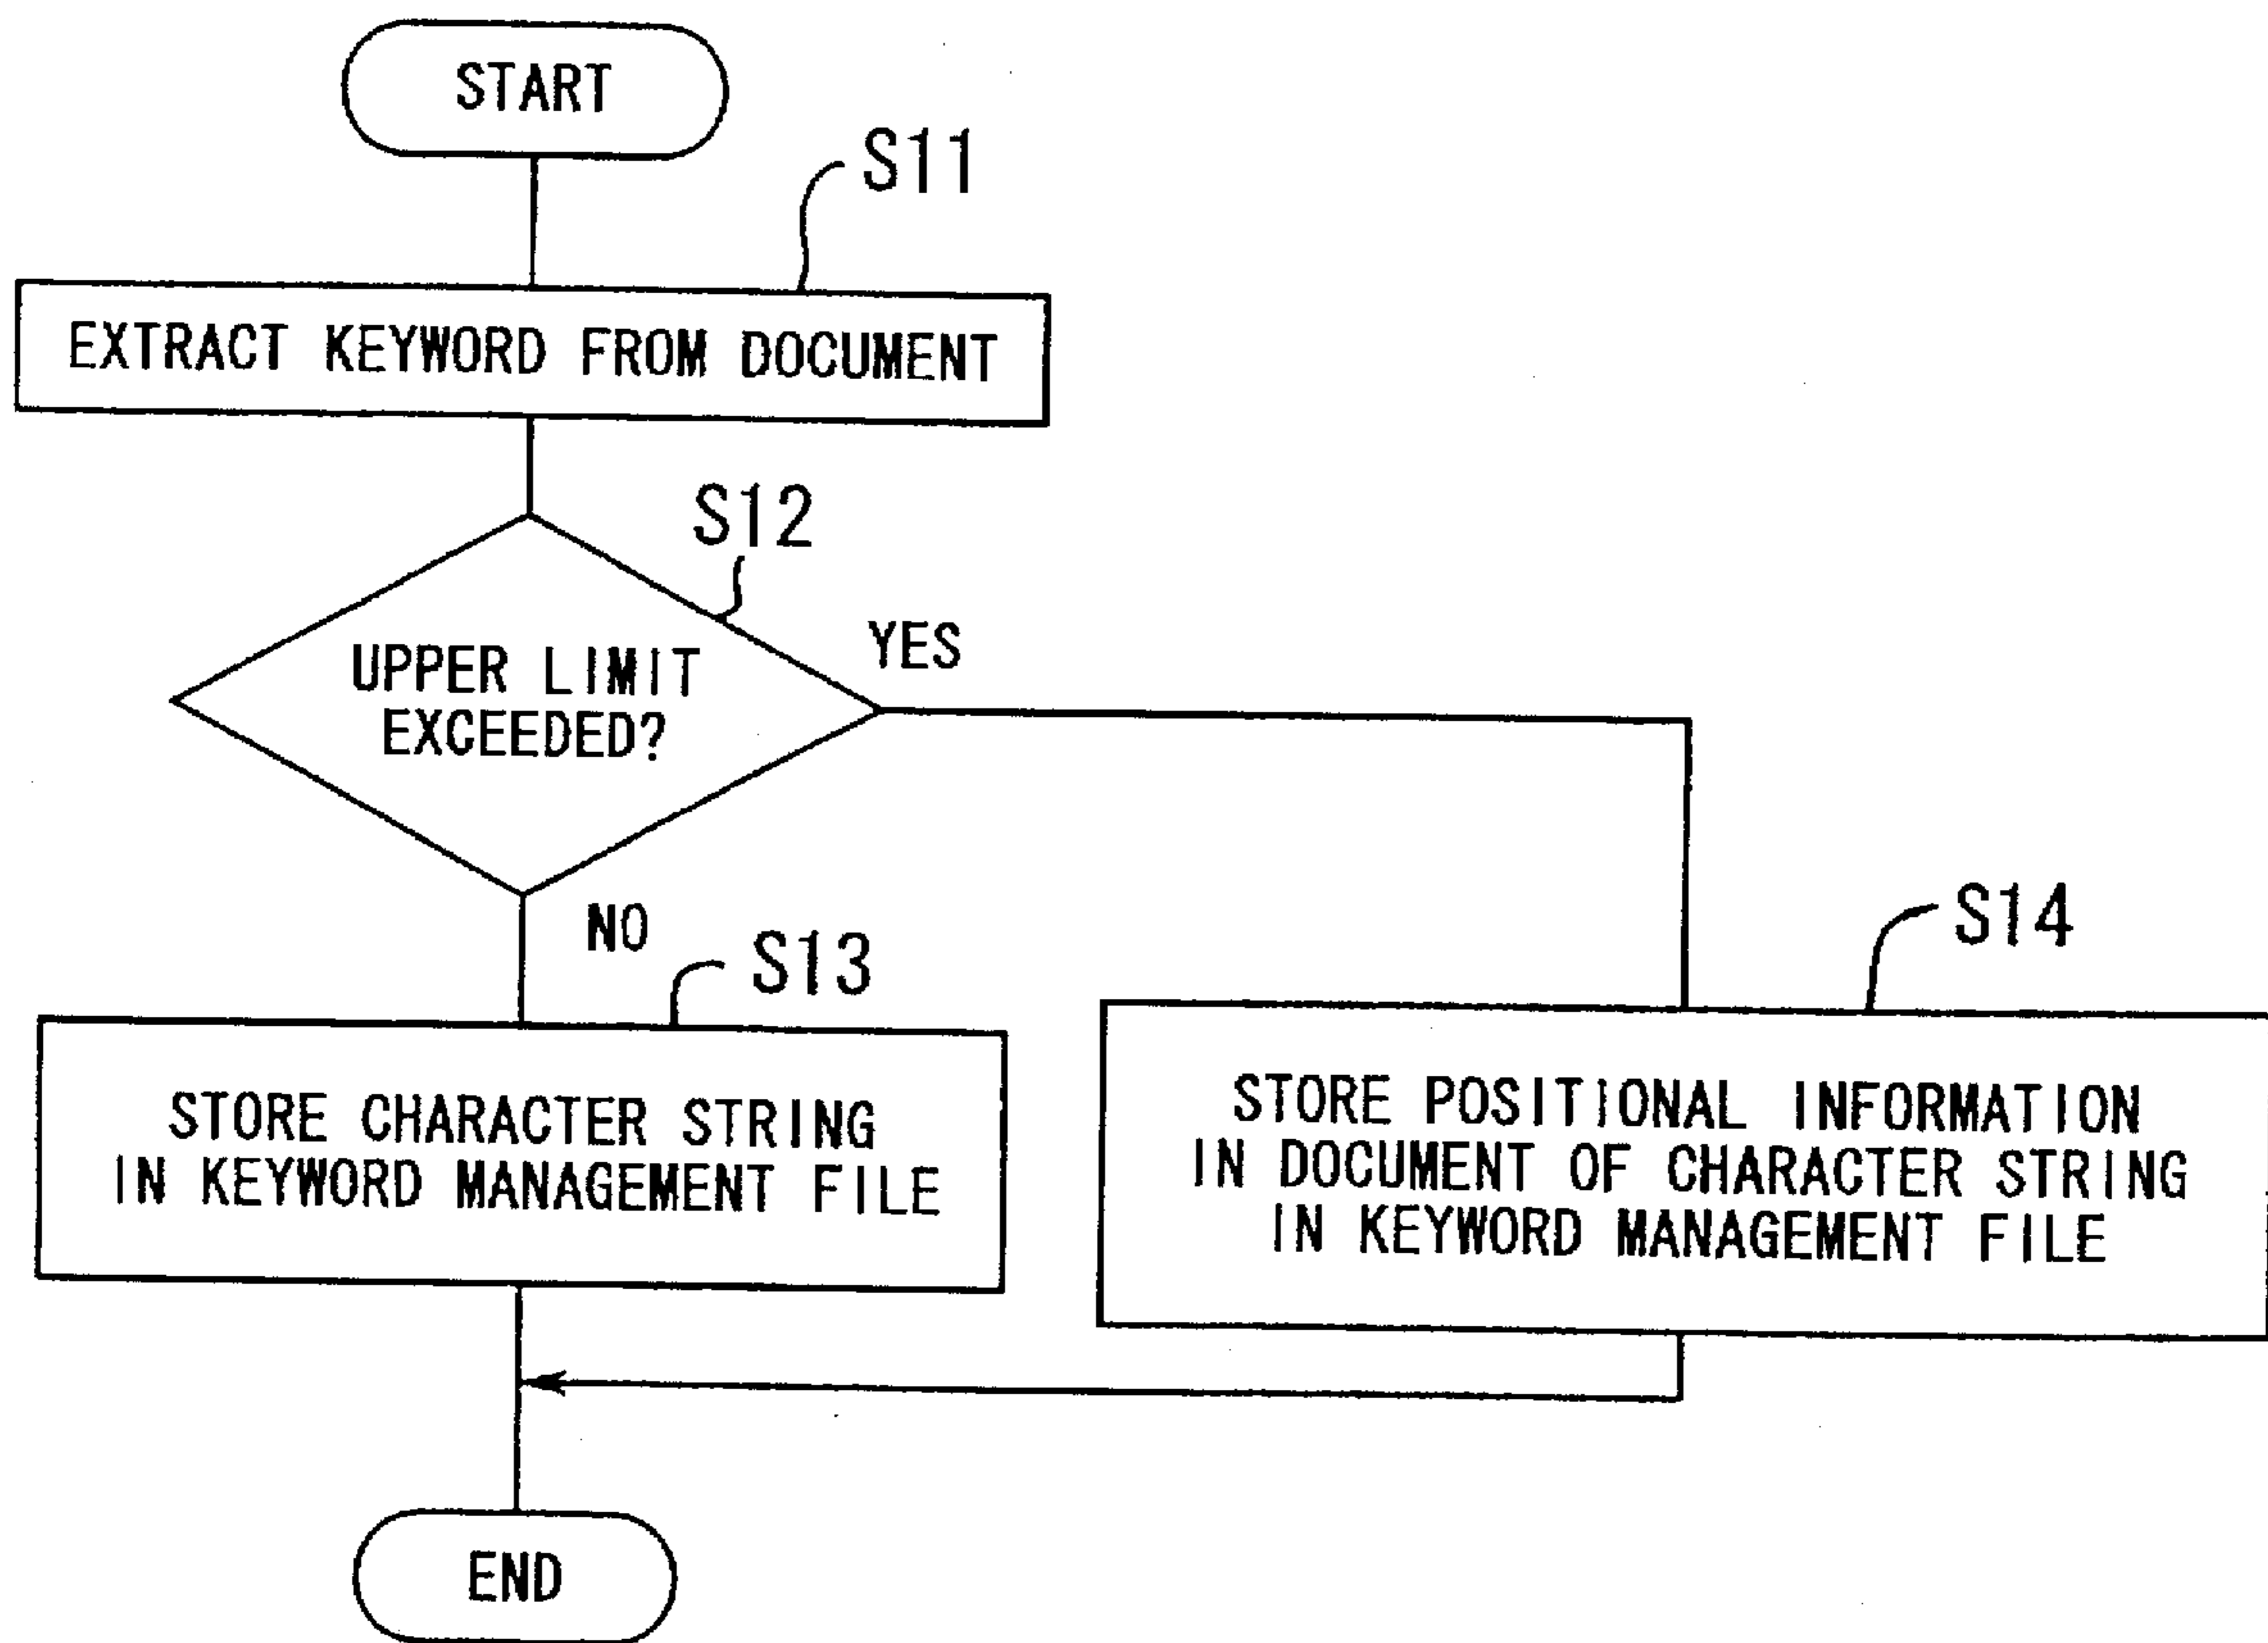 START
S11
EXTRACT KEYWORD FROM DOCUMENT
S12
YES
UPPER LIMIT
EXCEEDED?
NO
S13
S14
STORE CHARACTER STRING
IN KEYWORD MANAGEMENT FILE
STORE POSITIONAL INFORMATION
IN DOCUMENT OF CHARACTER STRING
IN KEYWORD MANAGEMENT FILE
END